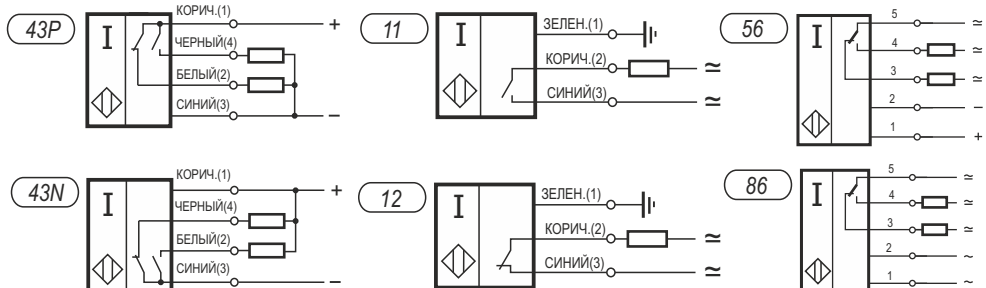 43P
I
КОРИЧ.(1)
+
ЧЕРНЫЙ(4)
БЕЛЫЙ(2)
СИНИЙ(3)
−
11
I
ЗЕЛЕН.(1)
КОРИЧ.(2)
≃
СИНИЙ(3)
≃
56
I
5
≃
4
≃
3
≃
2
−
1
+
43N
I
КОРИЧ.(1)
+
ЧЕРНЫЙ(4)
БЕЛЫЙ(2)
СИНИЙ(3)
−
12
I
ЗЕЛЕН.(1)
КОРИЧ.(2)
≃
СИНИЙ(3)
≃
86
I
5
≃
4
≃
3
≃
2
~
1
~